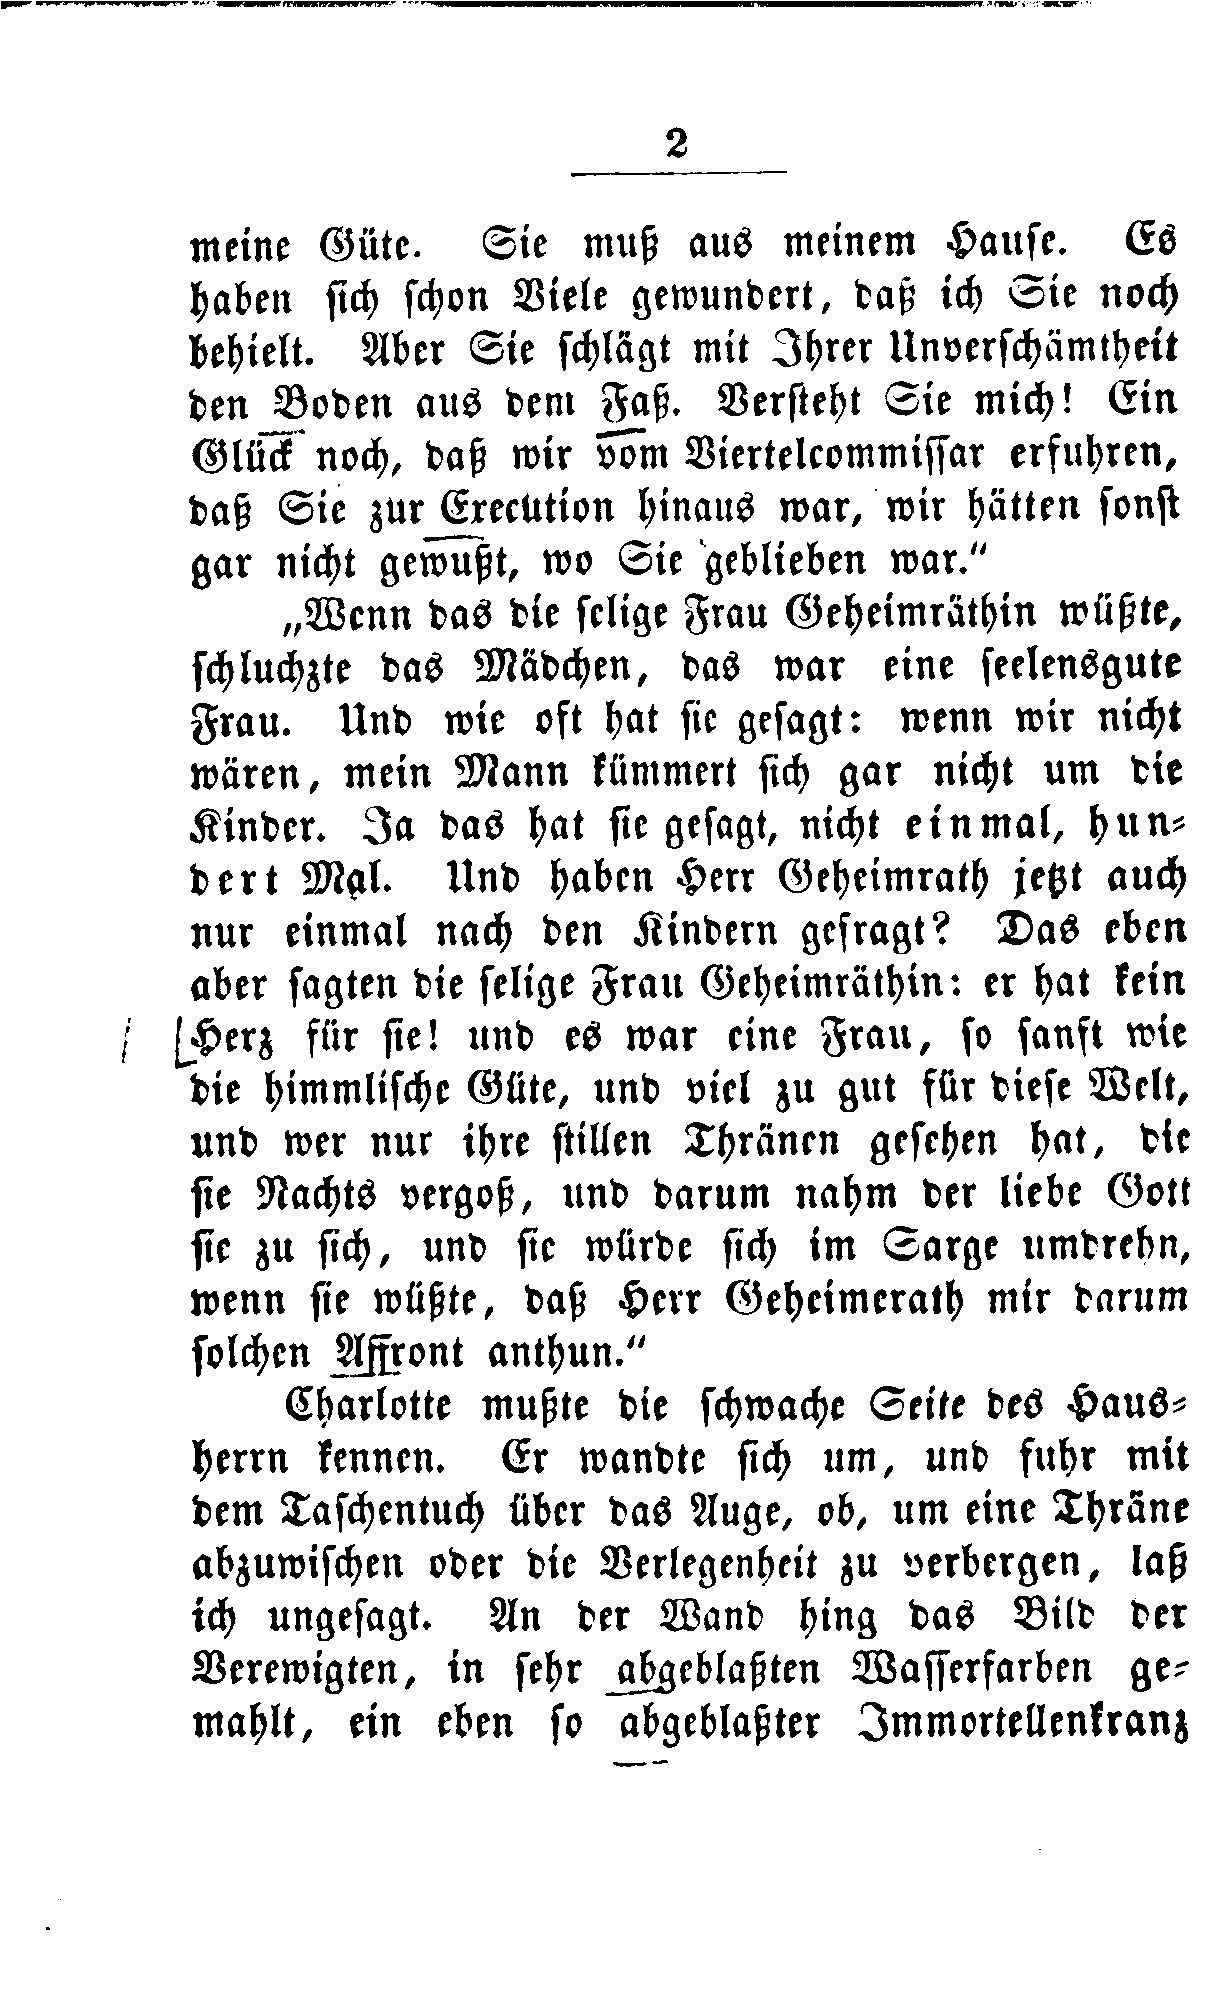 2
meine Güte. Sie muß aus meinem Hause. Es
haben sich schon Viele gewundert, daß ich Sie noch
behielt. Aber Sie schlägt mit Ihrer Unverschämtheit
den Boden aus dem Faß. Versteht Sie mich! Ein
Glück noch, daß wir vom Viertelcommissar erfuhren,
daß Sie zur Execution hinaus war, wir hätten sonst
gar nicht gewußt, wo Sie geblieben war.“
„Wenn das die selige Frau Geheimräthin wüßte,
schluchzte das Mädchen, das war eine seelensgute
Frau. Und wie oft hat sie gesagt: wenn wir nicht
wären, mein Mann kümmert sich gar nicht um die
Kinder. Ja das hat sie gesagt, nicht einmal, hun-
dert Mal. Und haben Herr Geheimrath jetzt auch
nur einmal nach den Kindern gefragt? Das eben
aber sagten die selige Frau Geheimräthin: er hat kein
Herz für sie! und es war eine Frau, so sanft wie
die himmlische Güte, und viel zu gut für diese Welt,
und wer nur ihre stillen Thränen gesehen hat, die
sie Nachts vergoß, und darum nahm der liebe Gott
sie zu sich, und sie würde sich im Sarge umdrehn,
wenn sie wüßte, daß Herr Geheimerath mir darum
solchen Affront anthun.“
Charlotte mußte die schwache Seite des Haus-
herrn kennen. Er wandte sich um, und fuhr mit
dem Taschentuch über das Auge, ob, um eine Thräne
abzuwischen oder die Verlegenheit zu verbergen, laß
ich ungesagt. An der Wand hing das Bild der
Verewigten, in sehr abgeblaßten Wasserfarben ge-
mahlt, ein eben so abgeblaßter Immortellenkranz